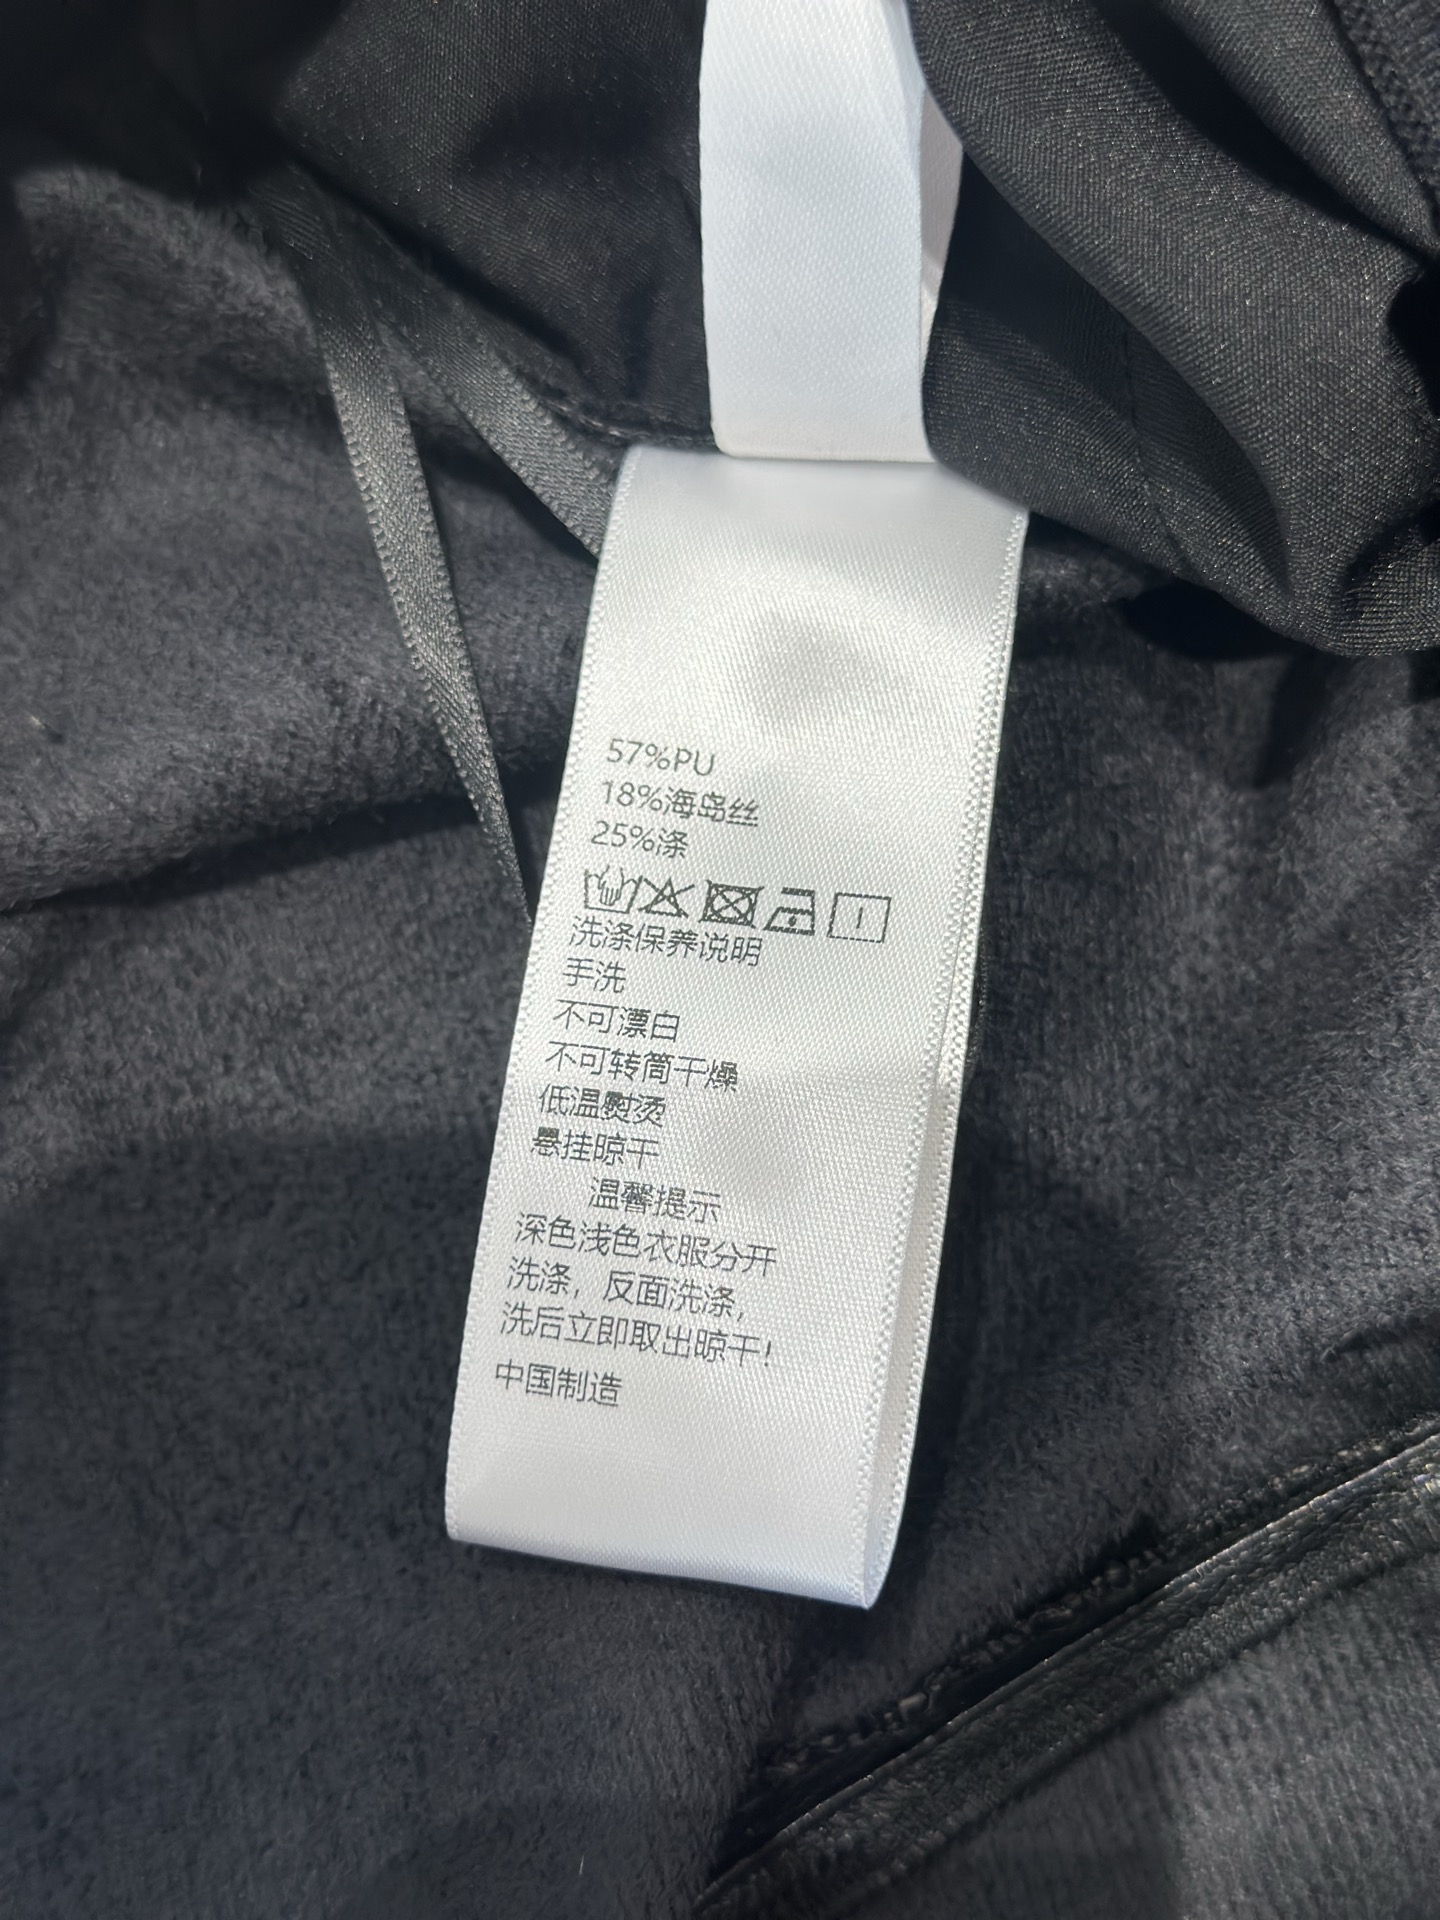 57%PU
18%海岛丝
25%涤
洗涤保养说明
手洗
不可漂白
不可转筒干燥
低温熨烫
悬挂晾干
温馨提示
深色浅色衣服分开
洗涤，反面洗涤，
洗后立即取出晾干！
中国制造